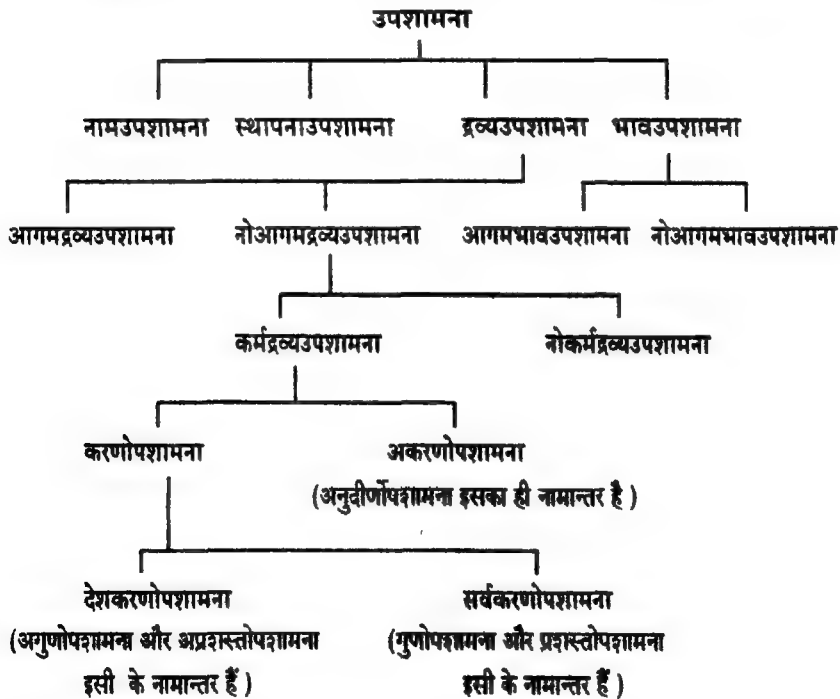 उपशामना
नामउपशामना स्थापनाउपशामना द्रव्यउपशामना भावउपशामना
आगमद्रव्यउपशामना नोआगमद्रव्यउपशामना आगमभावउपशामना नोआगमभावउपशामना
कर्मद्रव्यउपशामना नोकर्मद्रव्यउपशामना
करणोपशामना अकरणोपशामना
(अनुदीर्णोपशामना इसका ही नामान्तर है )
देशकरणोपशामना सर्वकरणोपशामना
(अगुणोपशामना और अप्रशस्तोपशामना (गुणोपशामना और प्रशस्तोपशामना
इसी के नामान्तर हैं ) इसी के नामान्तर हैं )